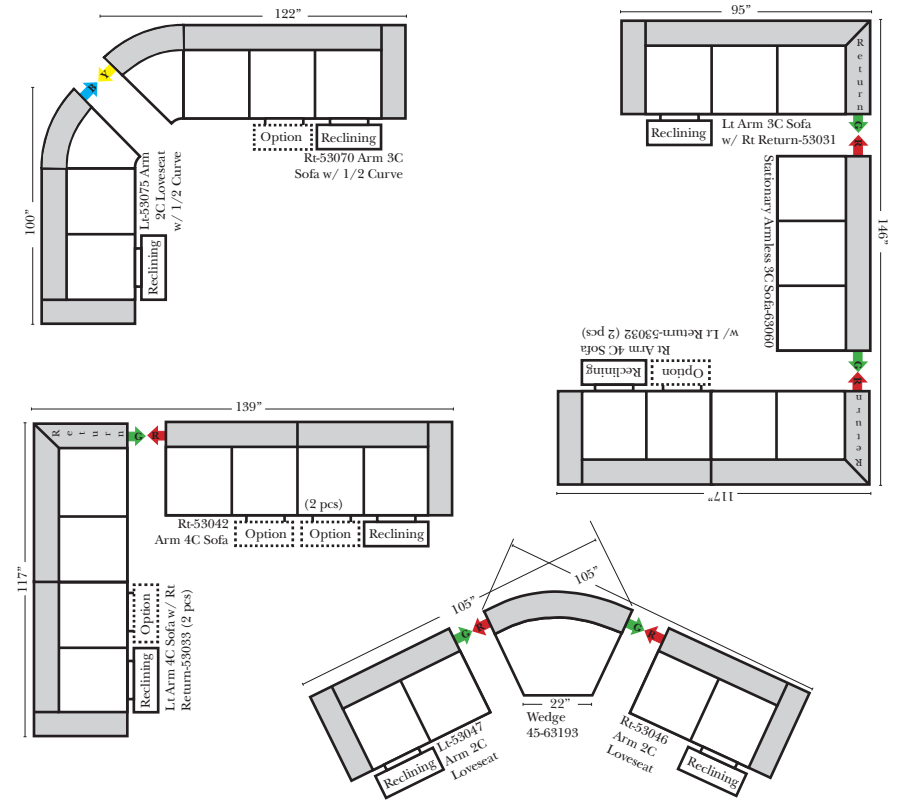 122”
B
Y
Option
Reclining
Rt-53070 Arm 3C
Sofa w/ 1/2 Curve
100”
Lt-53075 Arm
2C Loveseat
w/ 1/2 Curve
Reclining
95”
Return
G
R
Reclining
Lt Arm 3C Sofa
w/ Rt Return-53031
Stationary Armless 3C Sofa-63060
146”
G
R
Rt Arm 4C Sofa
w/ Lt Return-53032 (2 pcs)
Option
Reclining
Return
117”
139”
Return
G
R
(2 pcs)
Rt-53042
Arm 4C Sofa
Option
Option
Reclining
117”
Option
Reclining
Lt Arm 4C Sofa w/ Rt
Return-53033 (2 pcs)
105”
105”
G
R
G
R
22”
Wedge
45-63193
Lt-53047
Arm 2C
Loveseat
Reclining
Rt-53046
Arm 2C
Loveseat
Reclining